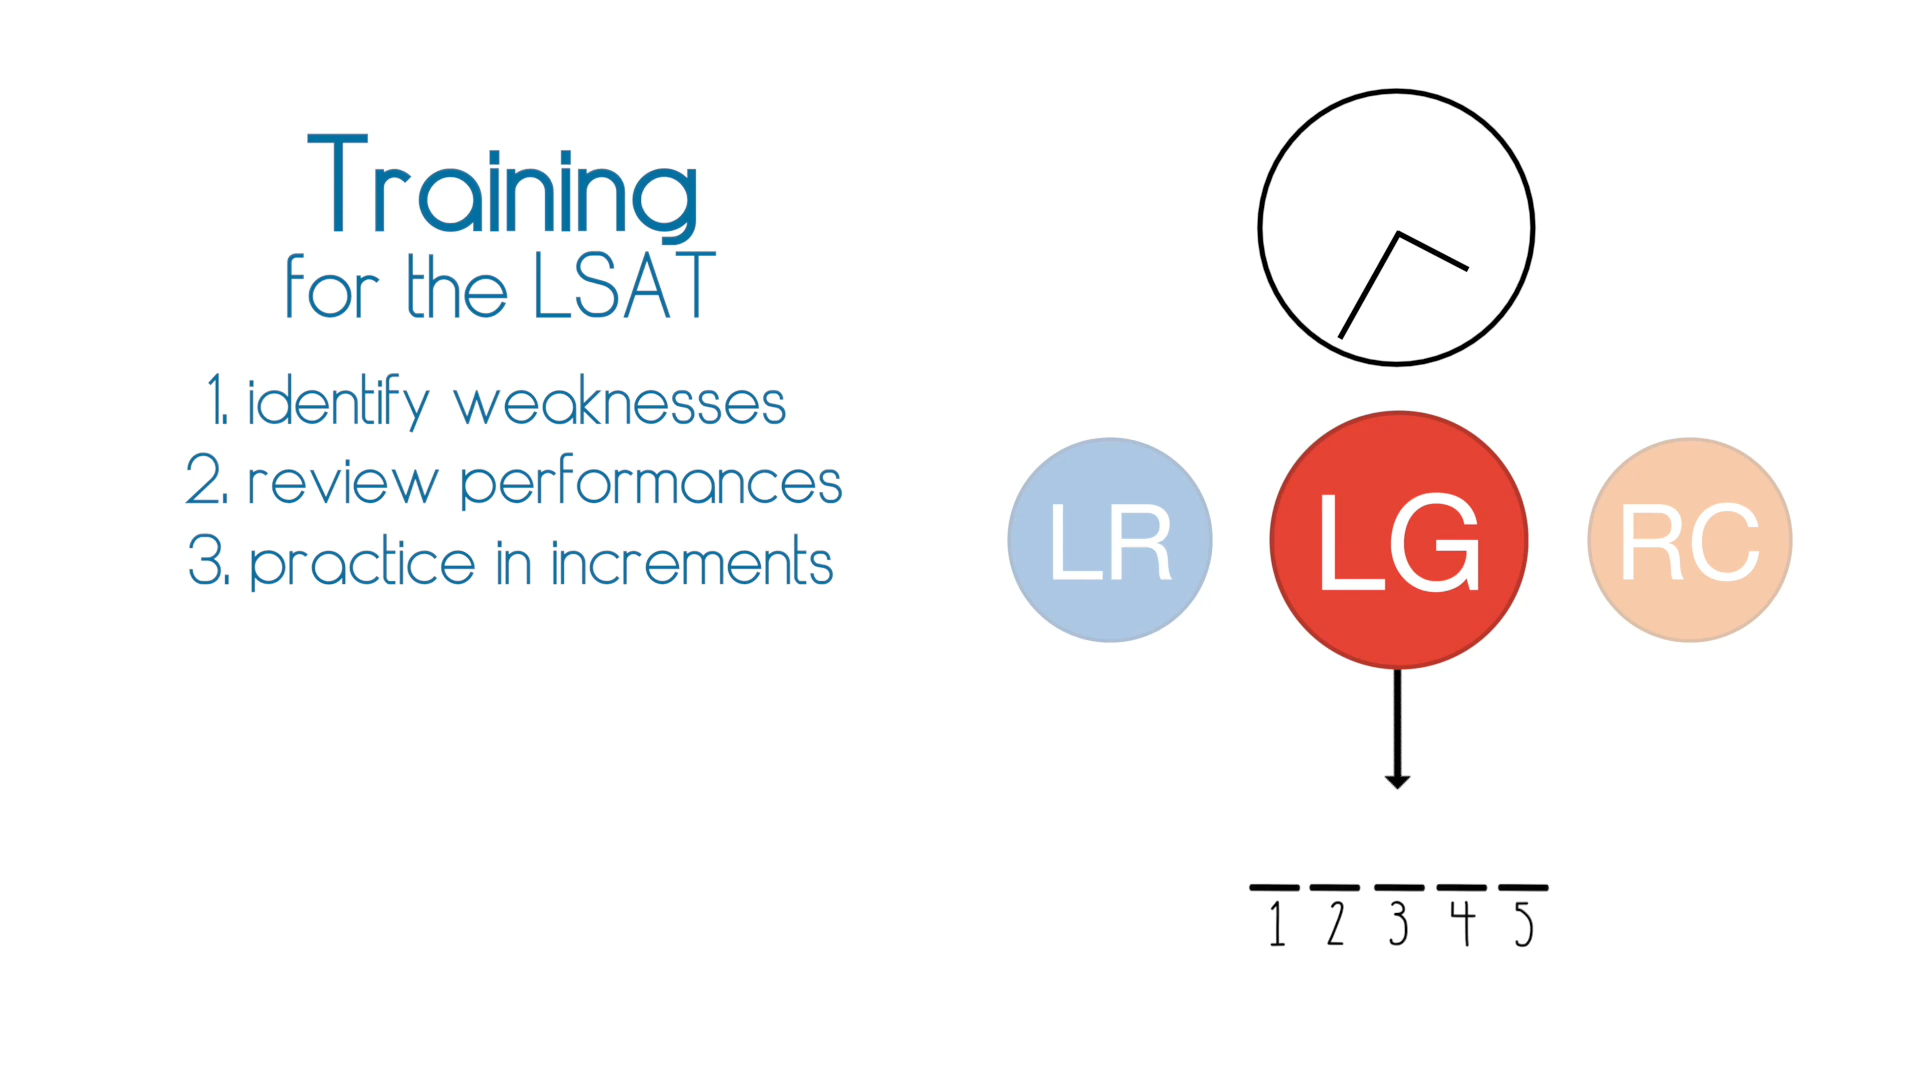 Training
for the LSAT
1. identify weaknesses
2. review performances
3. practice in increments
LR LG RC
1 2 3 4 5